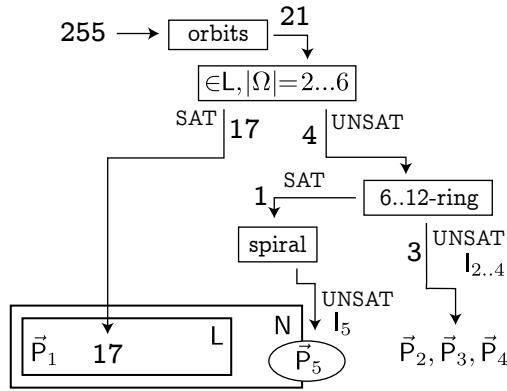 21
255 orbits
∈L, |Ω|=2...6
SAT 17 4 UNSAT
1 SAT 6..12-ring
spiral 3 UNSAT
I₂..₄
UNSAT
I₅
N
L
P⃗₁ 17 P⃗₅ P⃗₂, P⃗₃, P⃗₄